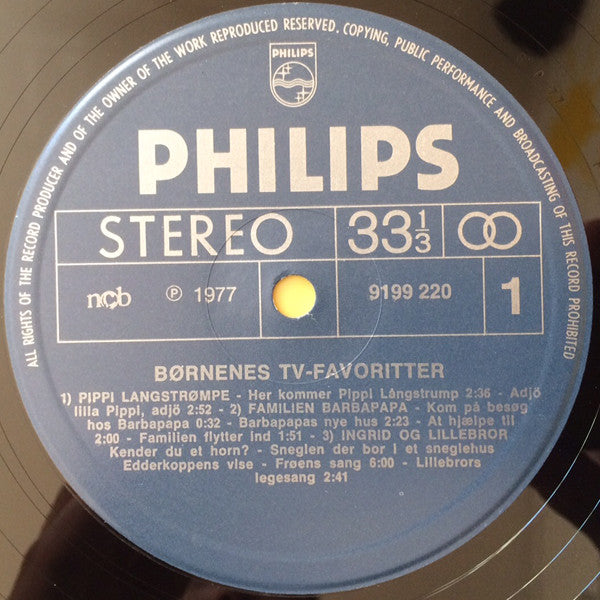 ALL RIGHTS OF THE RECORD PRODUCER AND OF THE OWNER OF THE WORK REPRODUCED RESERVED. COPYING, PUBLIC PERFORMANCE AND BROADCASTING OF THIS RECORD PROHIBITED
PHILIPS
PHILIPS
STEREO 33 1/3
ncb ℗ 1977 9199 220 1
BØRNENES TV-FAVORITTER
1) PIPPI LANGSTRØMPE - Her kommer Pippi Långstrump 2:36 - Adjö
lilla Pippi, adjö 2:52 - 2) FAMILIEN BARBAPAPA - Kom på besøg
hos Barbapapa 0:32 - Barbapapas nye hus 2:23 - At hjælpe til
2:00 - Familien flytter ind 1:51 - 3) INGRID OG LILLEBROR
Kender du et horn? - Sneglen der bor i et sneglehus
Edderkoppens vise - Frøens sang 6:00 - Lillebrors
legesang 2:41